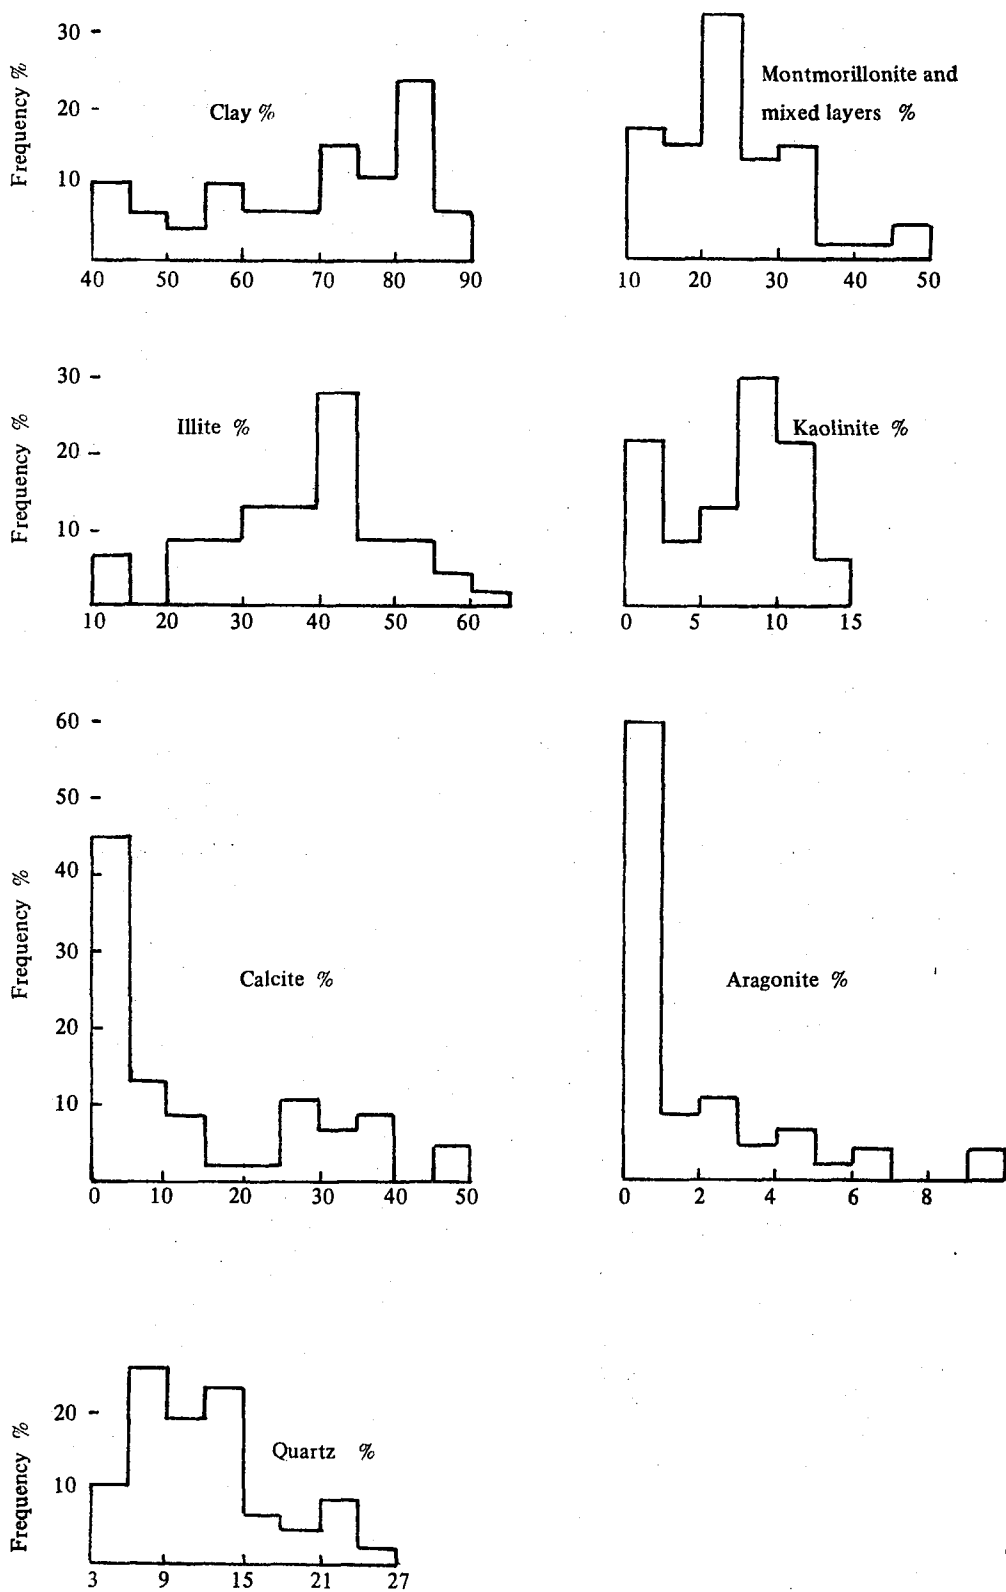 Frequency %
30
20
10
Clay %
40 50 60 70 80 90
Montmorillonite and
mixed layers %
10 20 30 40 50
Frequency %
30
20
10
Illite %
10 20 30 40 50 60
Kaolinite %
0 5 10 15
Frequency %
60
50
40
30
20
10
Calcite %
0 10 20 30 40 50
Aragonite %
0 2 4 6 8
Frequency %
20
10
Quartz %
3 9 15 21 27